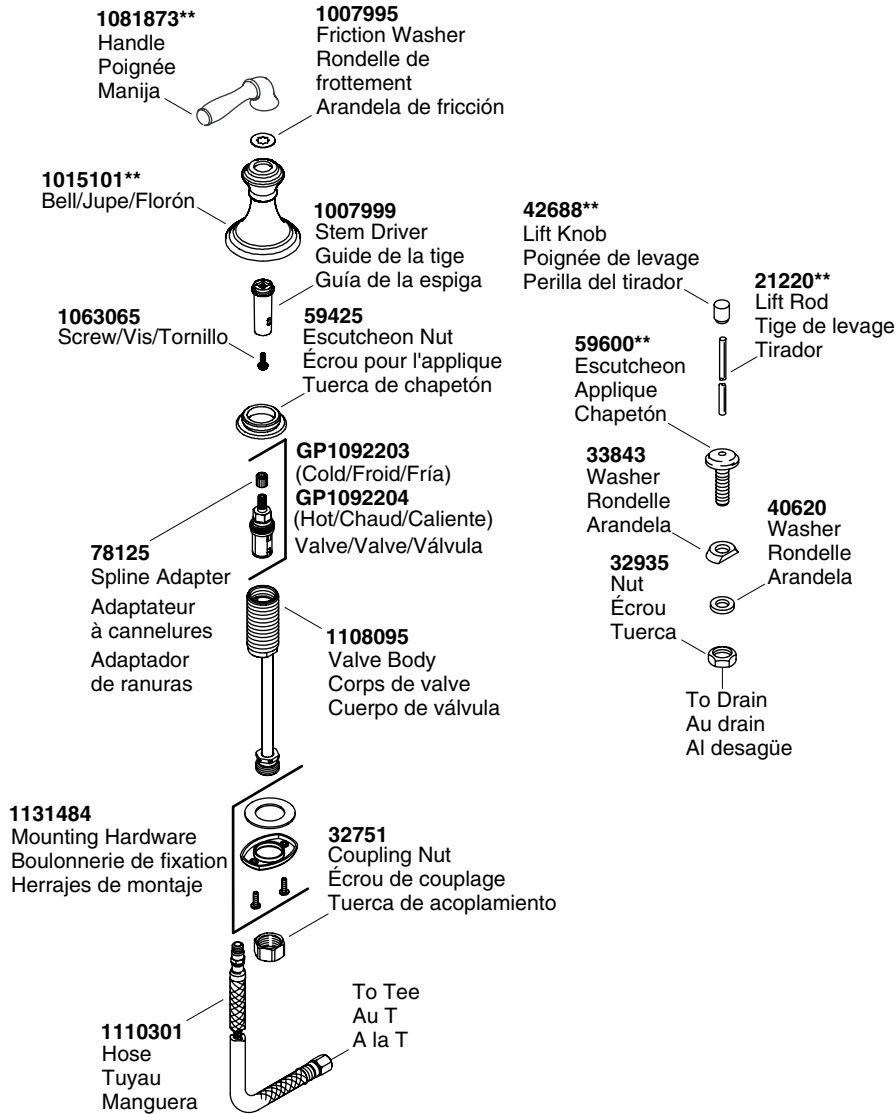 1081873**
Handle
Poignée
Manija
1007995
Friction Washer
Rondelle de
frottement
Arandela de fricción
1015101**
Bell/Jupe/Florón
1007999
Stem Driver
Guide de la tige
Guía de la espiga
1063065
Screw/Vis/Tornillo
59425
Escutcheon Nut
Écrou pour l'applique
Tuerca de chapetón
GP1092203
(Cold/Froid/Fría)
GP1092204
(Hot/Chaud/Caliente)
Valve/Valve/Válvula
78125
Spline Adapter
Adaptateur
à cannelures
Adaptador
de ranuras
1108095
Valve Body
Corps de valve
Cuerpo de válvula
1131484
Mounting Hardware
Boulonnerie de fixation
Herrajes de montaje
32751
Coupling Nut
Écrou de couplage
Tuerca de acoplamiento
1110301
Hose
Tuyau
Manguera
To Tee
Au T
A la T
42688**
Lift Knob
Poignée de levage
Perilla del tirador
21220**
Lift Rod
Tige de levage
Tirador
59600**
Escutcheon
Applique
Chapetón
33843
Washer
Rondelle
Arandela
40620
Washer
Rondelle
Arandela
32935
Nut
Écrou
Tuerca
To Drain
Au drain
Al desagüe